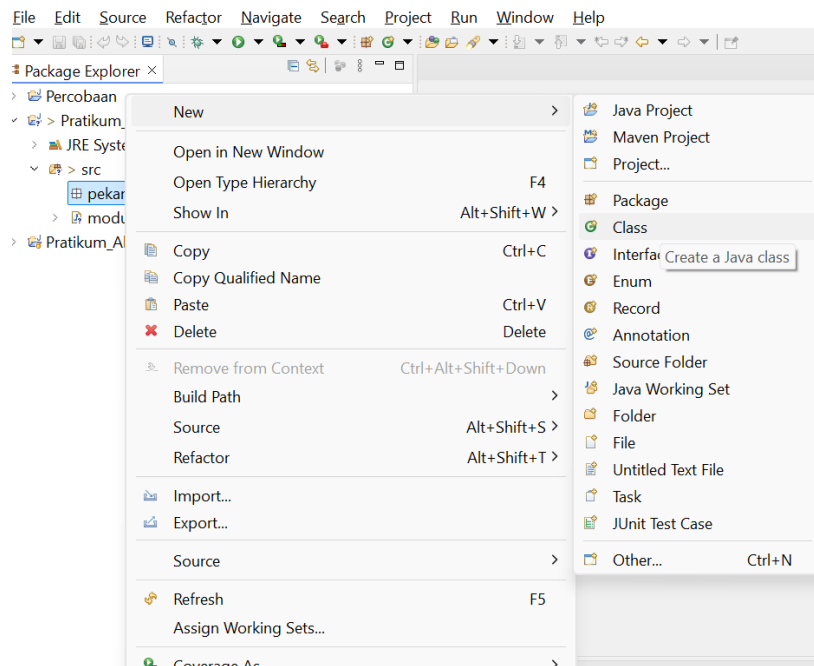 File Edit Source Refactor Navigate Search Project Run Window Help
Package Explorer
Percobaan
> Pratikum_
JRE Syste
> src
pekar
modu
Pratikum_Al
New
Open in New Window
Open Type Hierarchy F4
Show In Alt+Shift+W
Copy Ctrl+C
Copy Qualified Name
Paste Ctrl+V
Delete Delete
Remove from Context Ctrl+Alt+Shift+Down
Build Path
Source Alt+Shift+S
Refactor Alt+Shift+T
Import...
Export...
Source
Refresh F5
Assign Working Sets...
Coverage As
Java Project
Maven Project
Project...
Package
Class
Interfac
Create a Java class
Enum
Record
Annotation
Source Folder
Java Working Set
Folder
File
Untitled Text File
Task
JUnit Test Case
Other... Ctrl+N